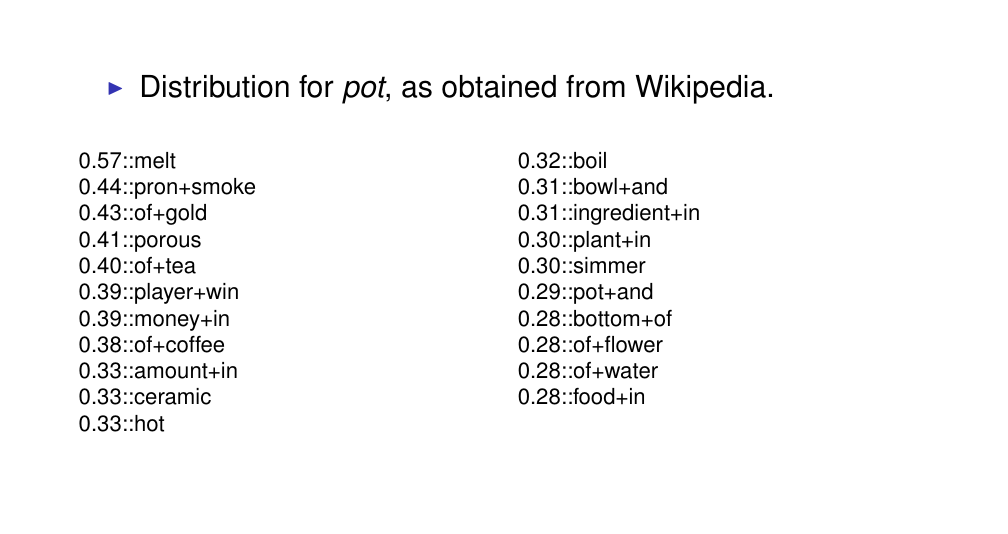 ► Distribution for pot, as obtained from Wikipedia.
0.57::melt
0.44::pron+smoke
0.43::of+gold
0.41::porous
0.40::of+tea
0.39::player+win
0.39::money+in
0.38::of+coffee
0.33::amount+in
0.33::ceramic
0.33::hot
0.32::boil
0.31::bowl+and
0.31::ingredient+in
0.30::plant+in
0.30::simmer
0.29::pot+and
0.28::bottom+of
0.28::of+flower
0.28::of+water
0.28::food+in